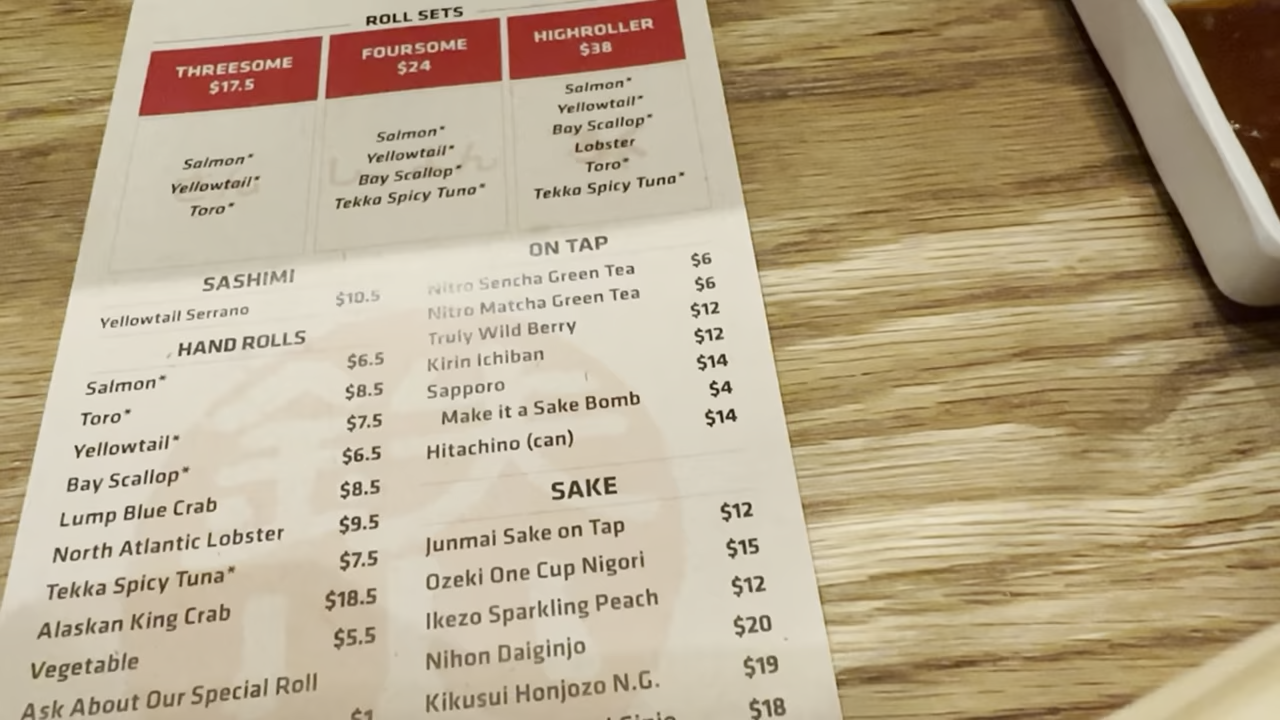 ROLL SETS
THREESOME
$17.5
Salmon*
Yellowtail*
Toro*
FOURSOME
$24
Salmon*
Yellowtail*
Bay Scallop*
Tekka Spicy Tuna*
HIGHROLLER
$38
Salmon*
Yellowtail*
Bay Scallop*
Lobster
Toro*
Tekka Spicy Tuna*
SASHIMI
Yellowtail Serrano $10.5
HAND ROLLS
Salmon* $6.5
Toro* $8.5
Yellowtail* $7.5
Bay Scallop* $6.5
Lump Blue Crab $8.5
North Atlantic Lobster $9.5
Tekka Spicy Tuna* $7.5
Alaskan King Crab $18.5
Vegetable $5.5
Ask About Our Special Roll
$1
ON TAP
Nitro Sencha Green Tea $6
Nitro Matcha Green Tea $6
Truly Wild Berry $12
Kirin Ichiban $12
Sapporo $14
Make it a Sake Bomb $4
Hitachino (can) $14
SAKE
Junmai Sake on Tap $12
Ozeki One Cup Nigori $15
Ikezo Sparkling Peach $12
Nihon Daiginjo $20
Kikusui Honjozo N.G. $19
$18